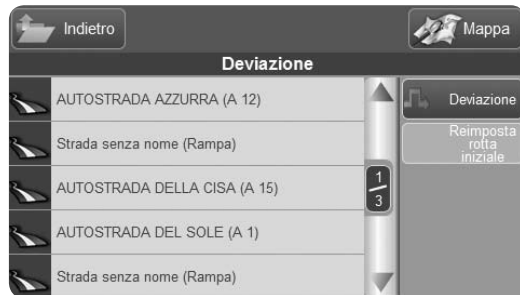 Indietro
Mappa
Deviazione
AUTOSTRADA AZZURRA (A 12)
Strada senza nome (Rampa)
AUTOSTRADA DELLA CISA (A 15)
AUTOSTRADA DEL SOLE (A 1)
Strada senza nome (Rampa)
1
3
Deviazione
Reimposta
rotta
iniziale